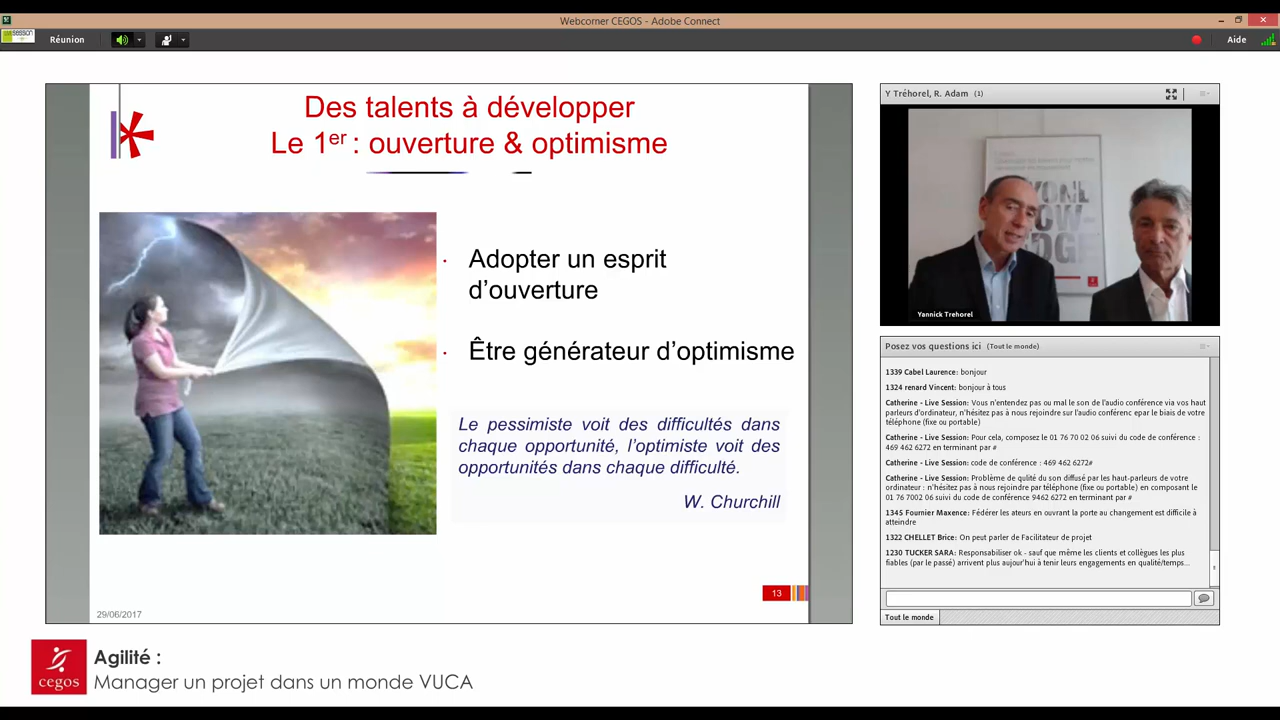 Webcorner CEGOS - Adobe Connect
Réunion
Aide
Des talents à développer
Le 1er : ouverture & optimisme
Adopter un esprit
d’ouverture
Être générateur d’optimisme
Le pessimiste voit des difficultés dans
chaque opportunité, l’optimiste voit des
opportunités dans chaque difficulté.
W. Churchill
13
29/06/2017
Y Tréhorel, R. Adam (1)
Yannick Trehorel
Posez vos questions ici (Tout le monde)
1339 Cabel Laurence: bonjour
1324 renard Vincent: bonjour à tous
Catherine - Live Session: Vous n'entendez pas ou mal le son de l'audio conférence via vos haut
parleurs d'ordinateur, n'hésitez pas à nous rejoindre sur l'audio conférenc epar le biais de votre
téléphone (fixe ou portable)
Catherine - Live Session: Pour cela, composez le 01 76 70 02 06 suivi du code de conférence :
469 462 6272 en terminant par #
Catherine - Live Session: code de conférence : 469 462 6272#
Catherine - Live Session: Problème de qulité du son diffusé par les haut-parleurs de votre
ordinateur : n'hésitez pas à nous rejoindre par téléphone (fixe ou portable) en composant le
01 76 7002 06 suivi du code de conférence 9462 6272 en terminant par #
1345 Fournier Maxence: Fédérer les ateurs en ouvrant la porte au changement est difficile à
atteindre
1322 CHELLET Brice: On peut parler de Facilitateur de projet
1230 TUCKER SARA: Responsabiliser ok - sauf que même les clients et collègues les plus
fiables (par le passé) arrivent plus aujourd'hui à tenir leurs engagements en qualité/temps...
Tout le monde
cegos
Agilité :
Manager un projet dans un monde VUCA